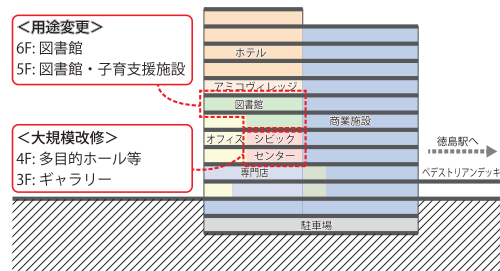 ＜用途変更＞
6F: 図書館
5F: 図書館・子育支援施設
＜大規模改修＞
4F: 多目的ホール等
3F: ギャラリー
ホテル
アミコヴィレッジ
図書館
商業施設
オフィス
シビック
センター
専門店
駐車場
徳島駅へ
ペデストリアンデッキ